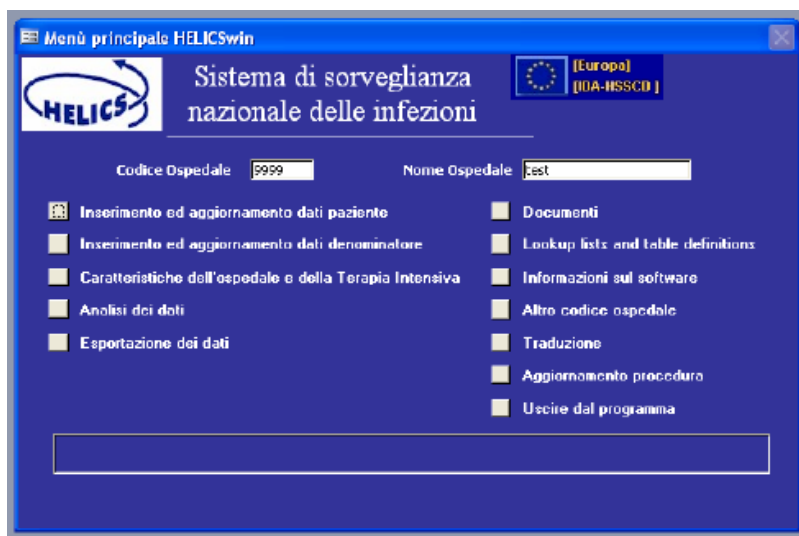 Menù principale HELICSwin
HELICS
Sistema di sorveglianza
nazionale delle infezioni
[Europa]
[IDA-HSSCD ]
Codice Ospedale 9999
Nome Ospedale test
Inserimento ed aggiornamento dati paziente
Inserimento ed aggiornamento dati denominatore
Caratteristiche dell'ospedale e della Terapia Intensiva
Analisi dei dati
Esportazione dei dati
Documenti
Lookup lists and table definitions
Informazioni sul software
Altro codice ospedale
Traduzione
Aggiornamento procedura
Uscire dal programma